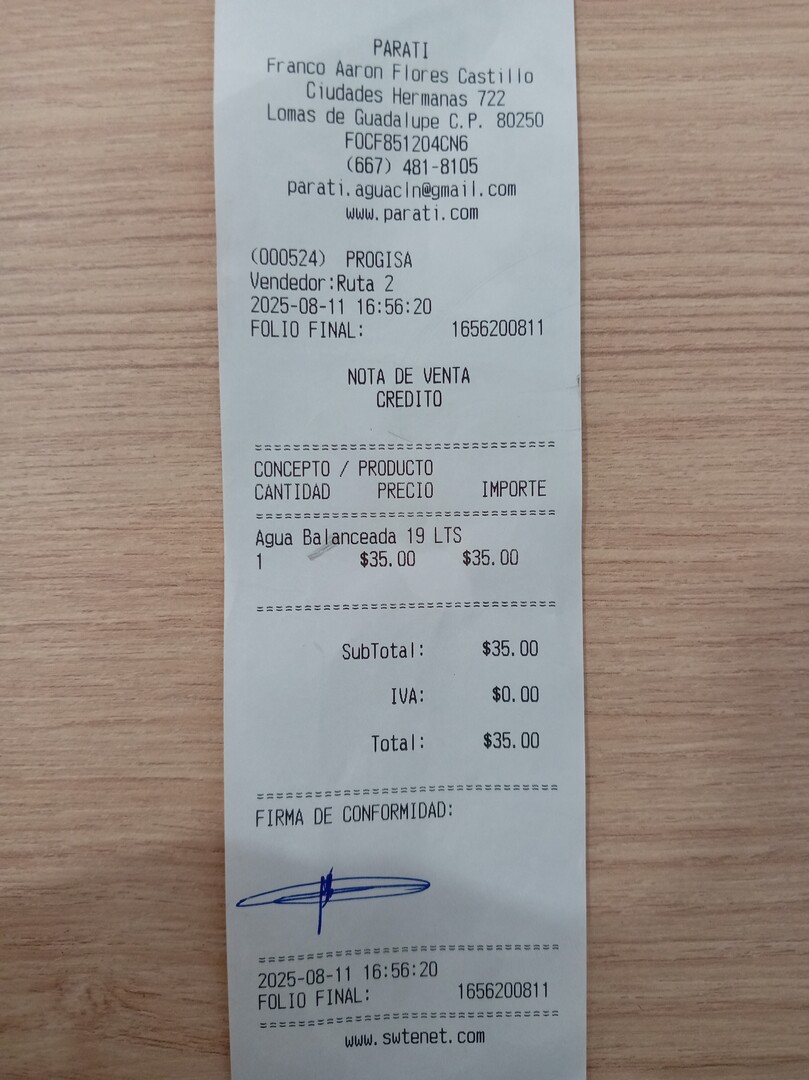 PARATI
Franco Aaron Flores Castillo
Ciudades Hermanas 722
Lomas de Guadalupe C.P. 80250
FOCF851204CN6
(667) 481-8105
parati.aguacln@gmail.com
www.parati.com
(000524) PROGISA
Vendedor:Ruta 2
2025-08-11 16:56:20
FOLIO FINAL: 1656200811
NOTA DE VENTA
CREDITO
===============================
CONCEPTO / PRODUCTO
CANTIDAD PRECIO IMPORTE
===============================
Agua Balanceada 19 LTS
1 $35.00 $35.00
===============================
SubTotal: $35.00
IVA: $0.00
Total: $35.00
===============================
FIRMA DE CONFORMIDAD:
===============================
2025-08-11 16:56:20
FOLIO FINAL: 1656200811
===============================
www.swtenet.com